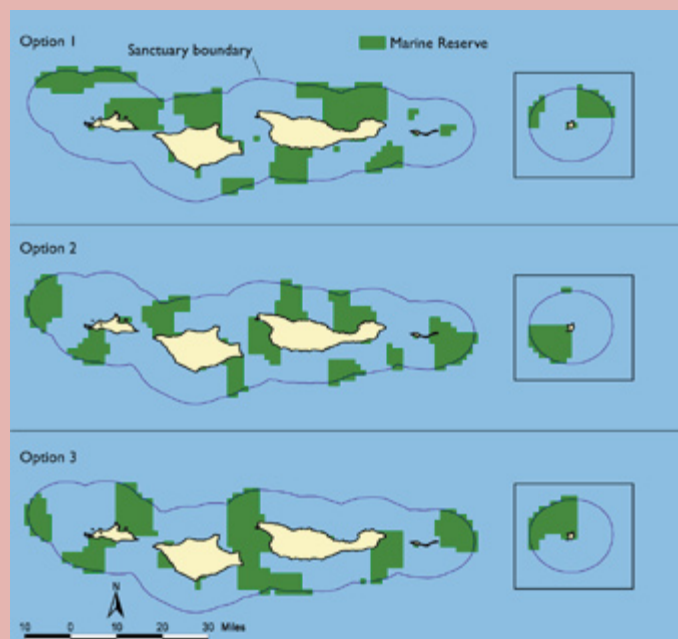 Option 1
Sanctuary boundary
Marine Reserve
Option 2
Option 3
N
10 0 10 20 30 Miles